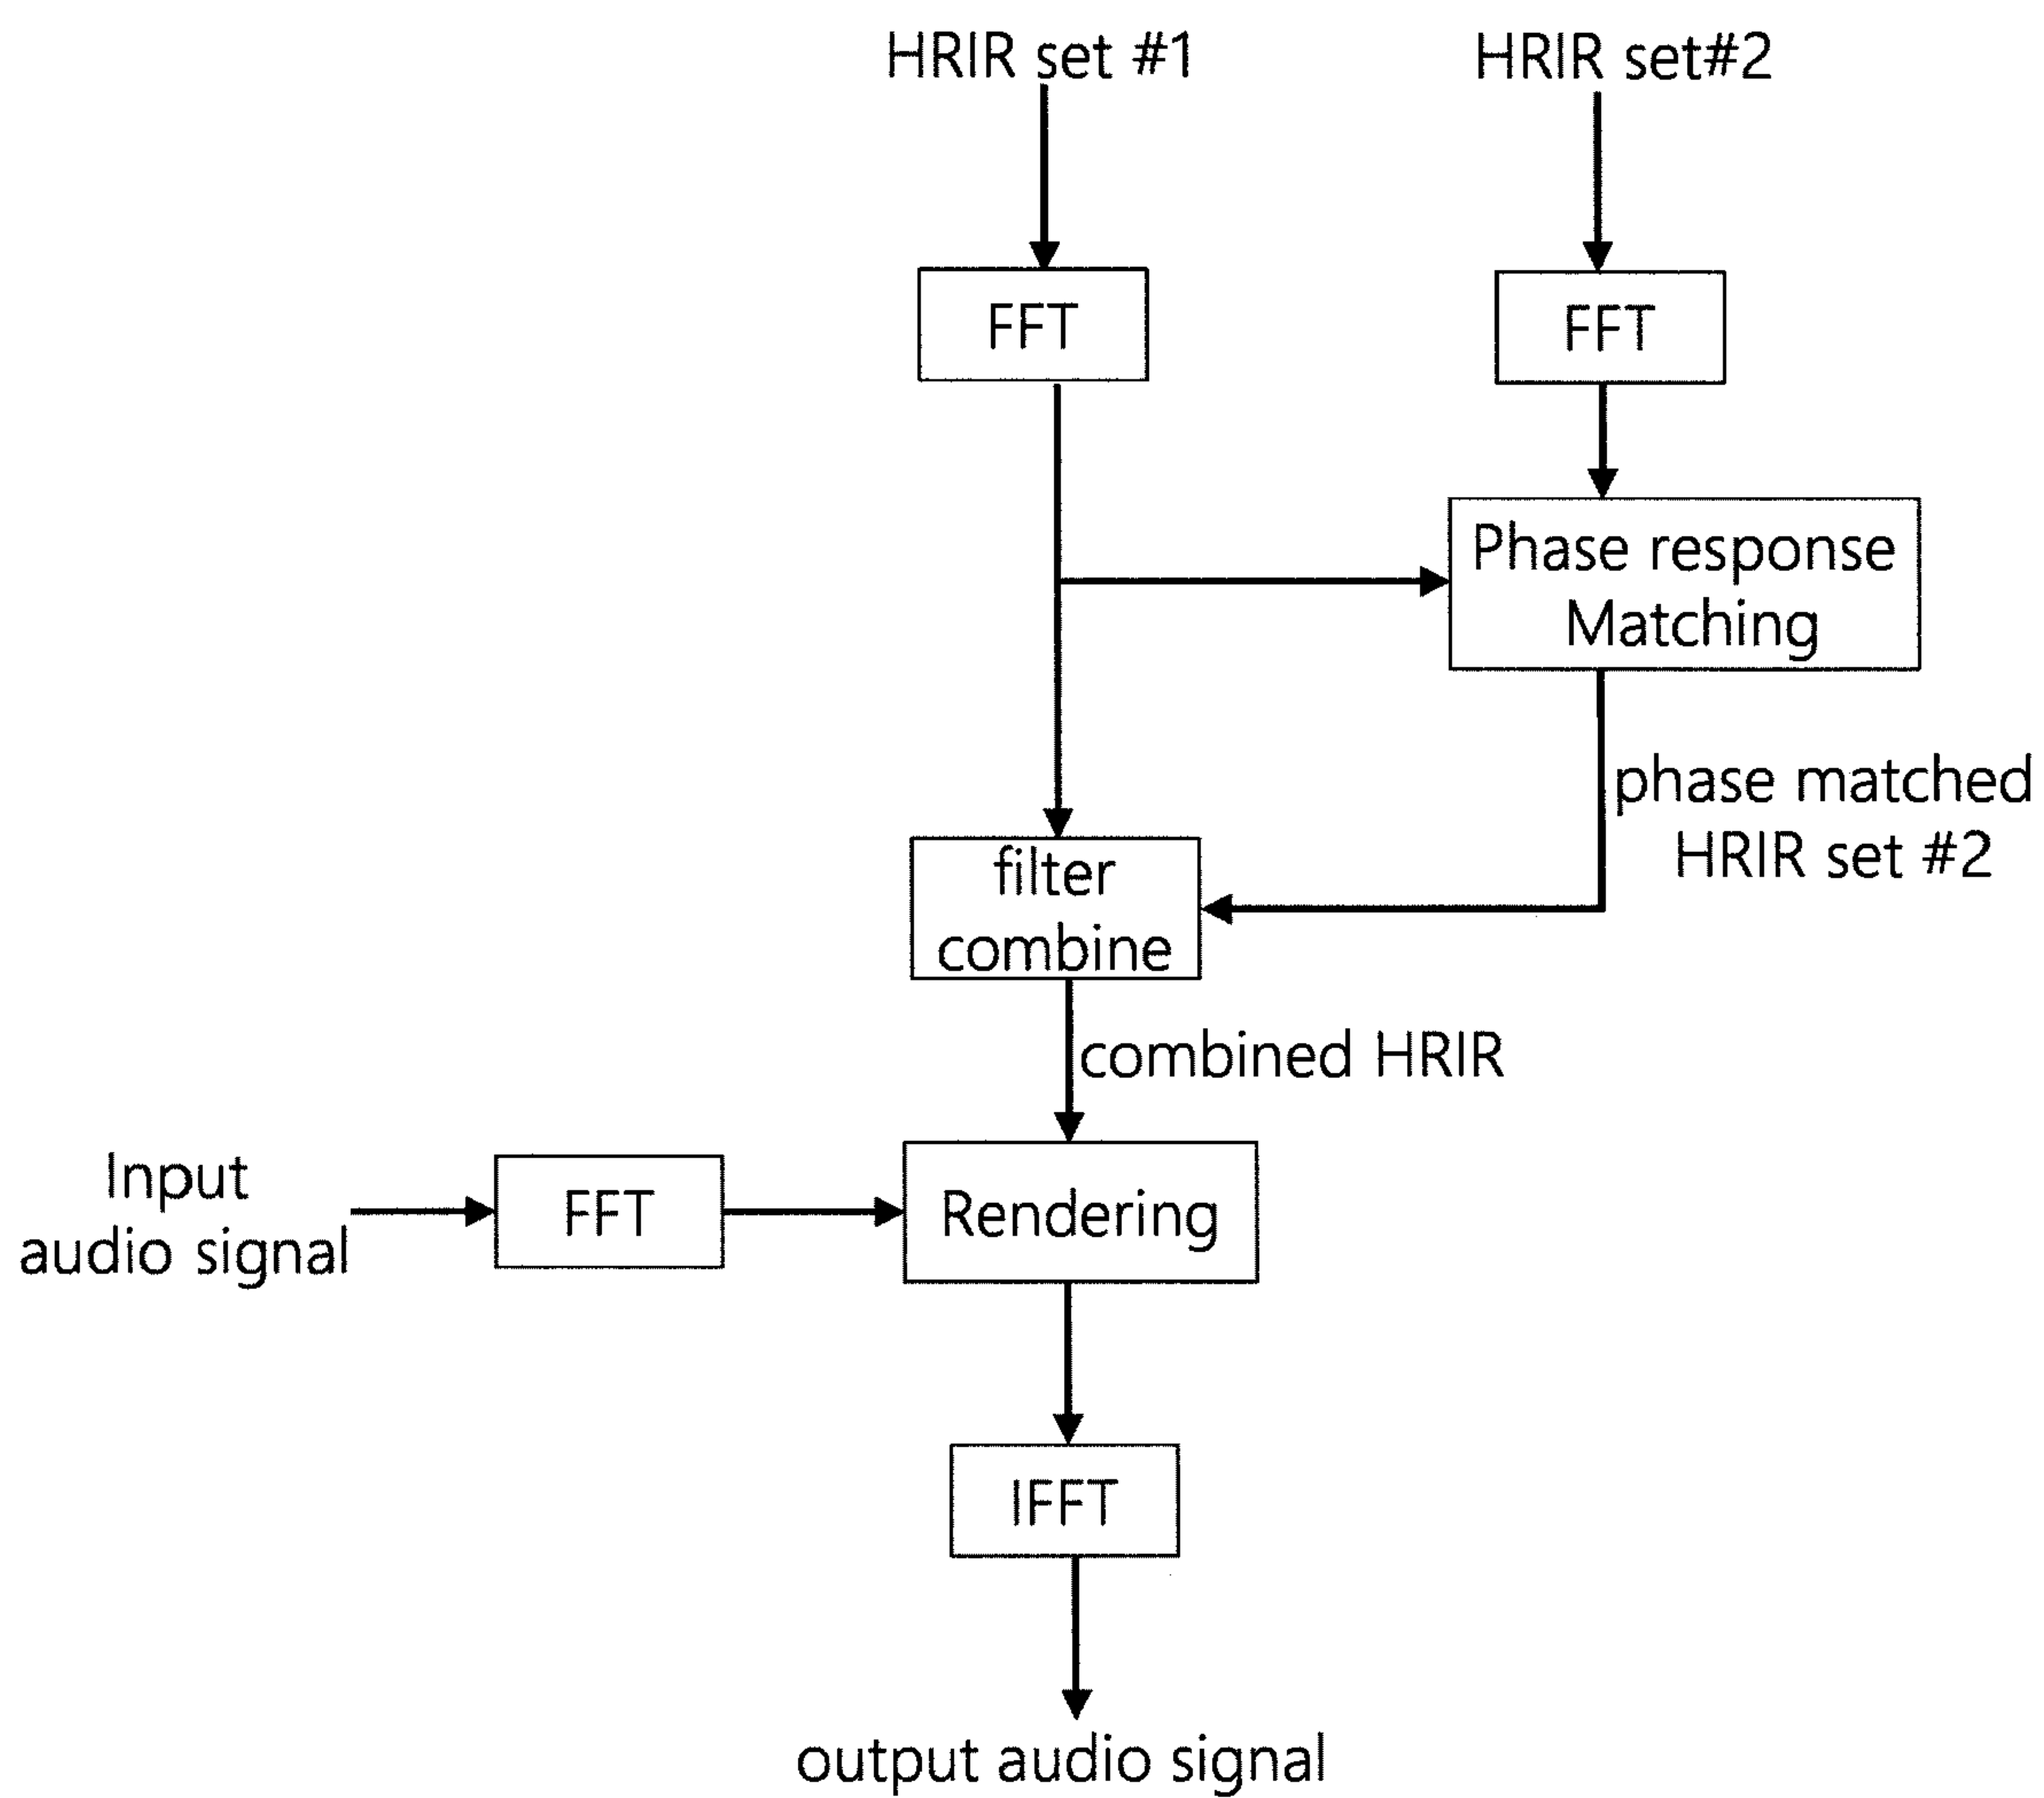 HRIR set #1
HRIR set#2
FFT
FFT
Phase response
Matching
phase matched
HRIR set #2
filter
combine
combined HRIR
Input
audio signal
FFT
Rendering
IFFT
output audio signal